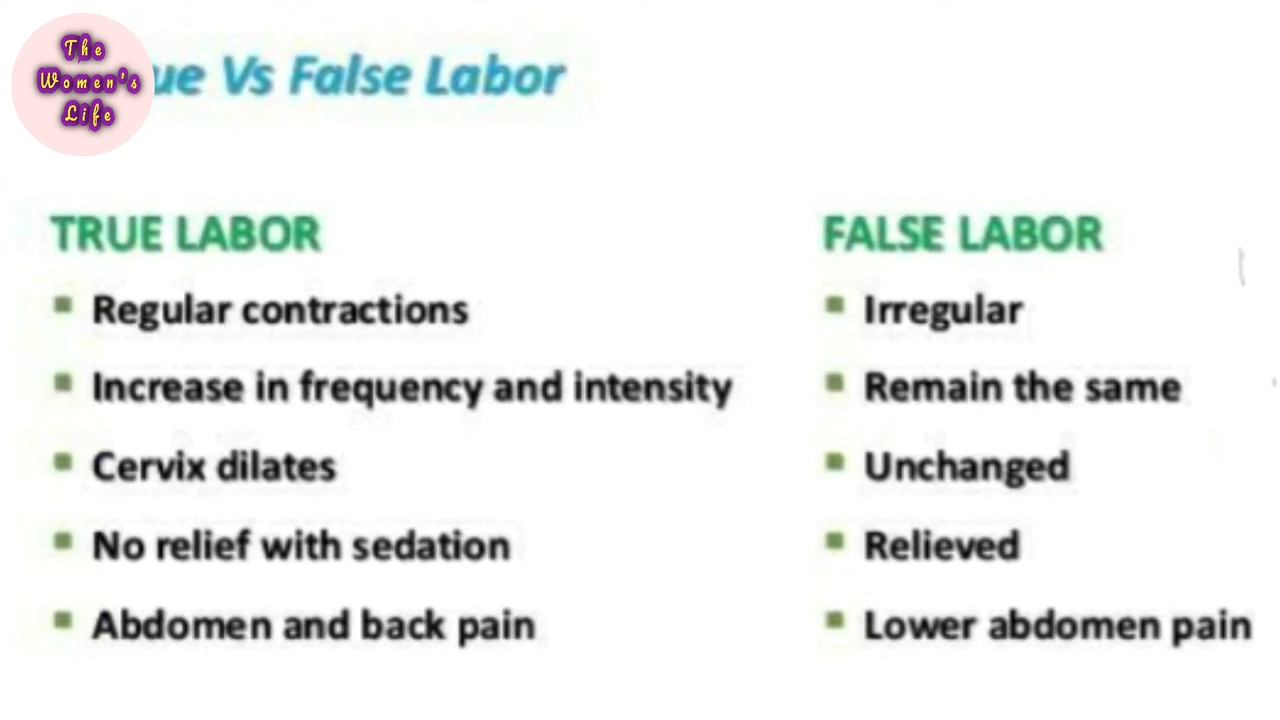 The
Women's
Life
ue Vs False Labor
TRUE LABOR
Regular contractions
Increase in frequency and intensity
Cervix dilates
No relief with sedation
Abdomen and back pain
FALSE LABOR
Irregular
Remain the same
Unchanged
Relieved
Lower abdomen pain